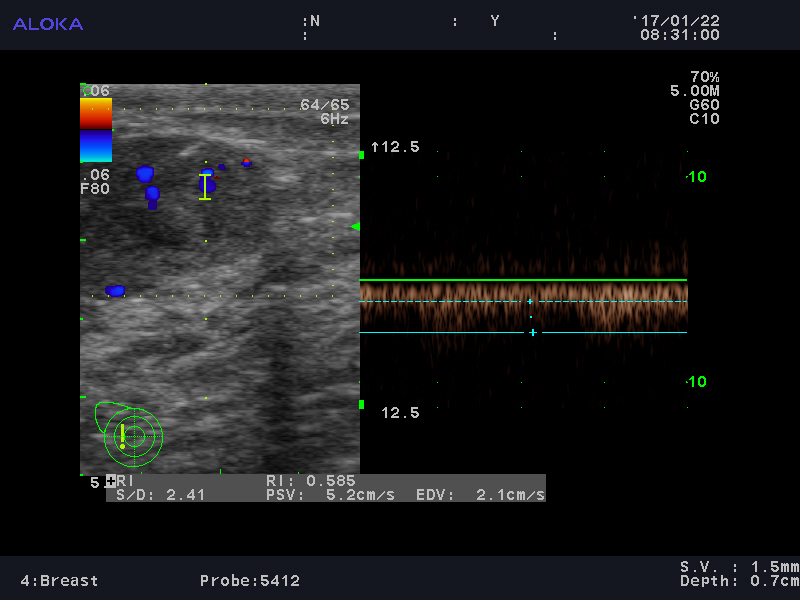 ALOKA
:N : Y '17/01/22
: : 08:31:00
70%
5.00M
G60
C10
.06
64/65
6Hz
.06
F80
↑12.5
10
10
12.5
5
+RI RI: 0.585
S/D: 2.41 PSV: 5.2cm/s EDV: 2.1cm/s
S.V. : 1.5mm
4:Breast Probe:5412 Depth: 0.7cm